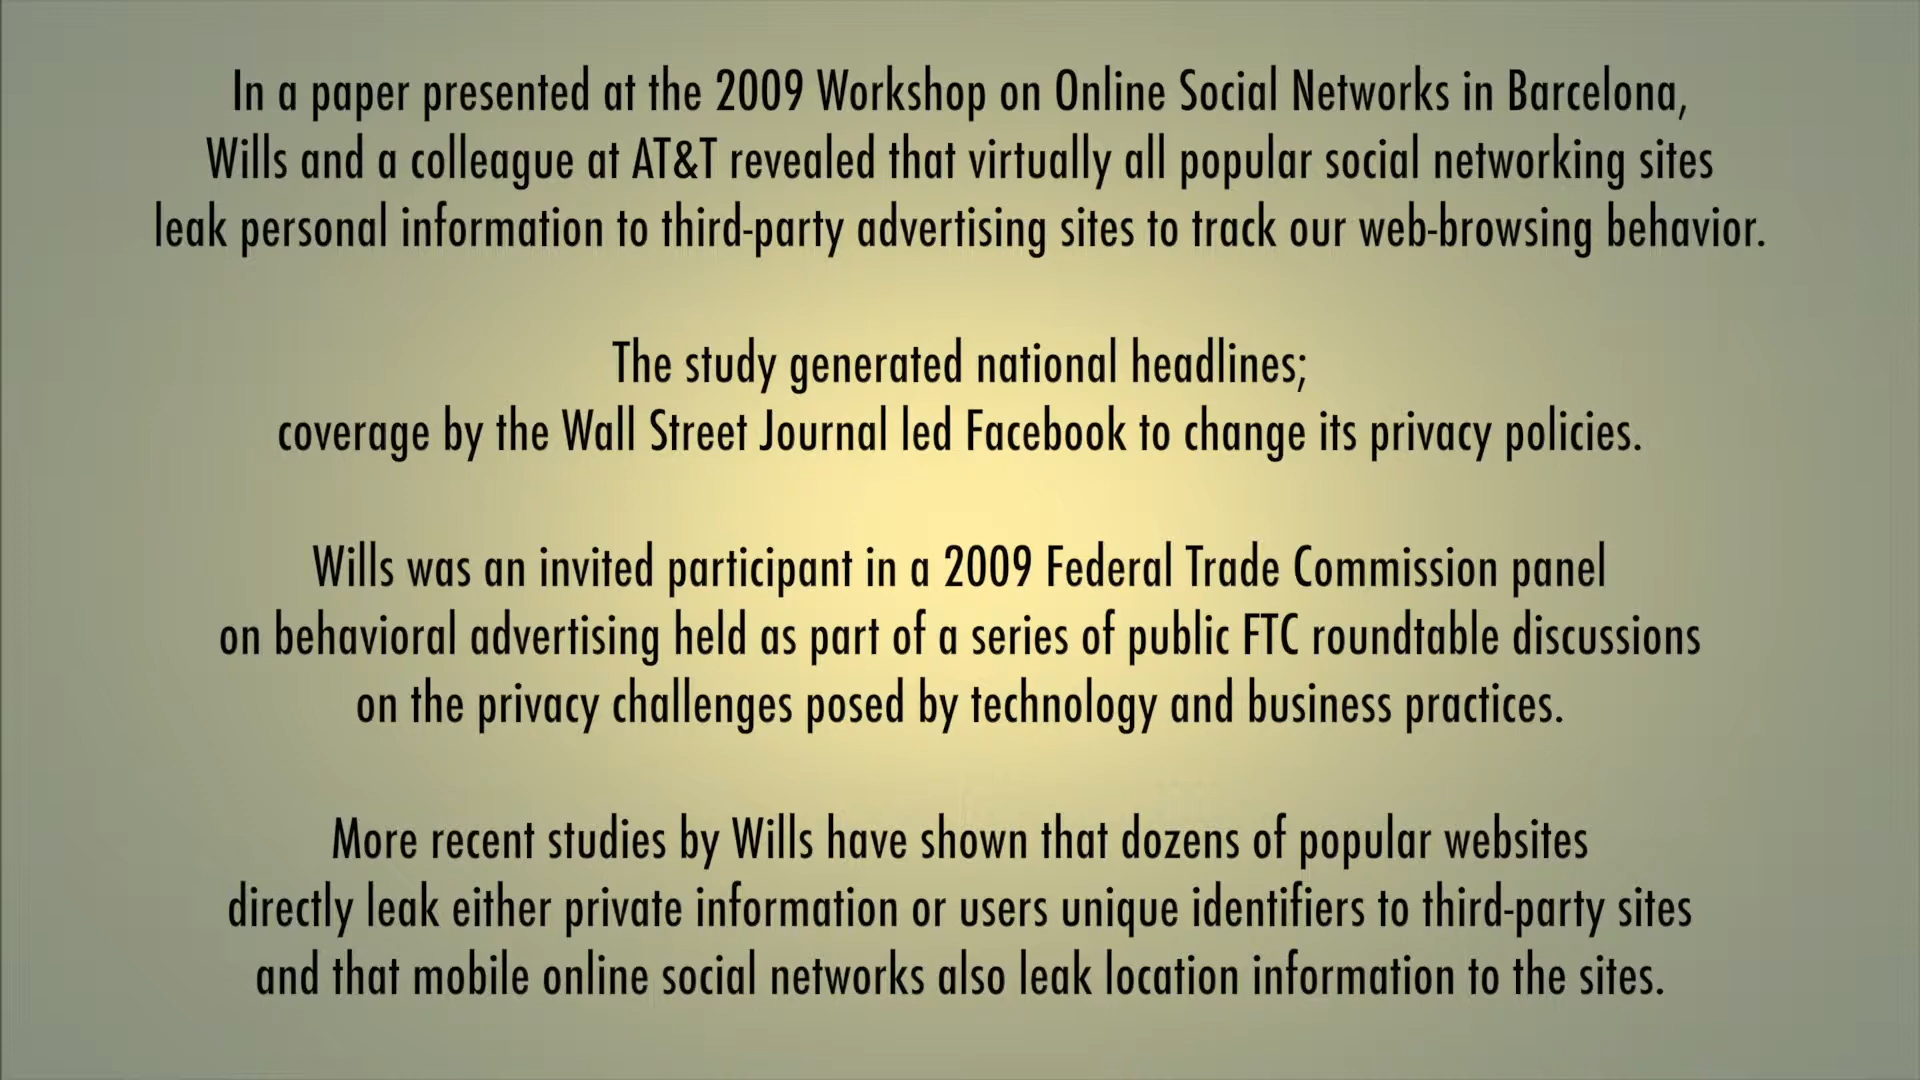 In a paper presented at the 2009 Workshop on Online Social Networks in Barcelona,
Wills and a colleague at AT&T revealed that virtually all popular social networking sites
leak personal information to third-party advertising sites to track our web-browsing behavior.
The study generated national headlines;
coverage by the Wall Street Journal led Facebook to change its privacy policies.
Wills was an invited participant in a 2009 Federal Trade Commission panel
on behavioral advertising held as part of a series of public FTC roundtable discussions
on the privacy challenges posed by technology and business practices.
More recent studies by Wills have shown that dozens of popular websites
directly leak either private information or users unique identifiers to third-party sites
and that mobile online social networks also leak location information to the sites.